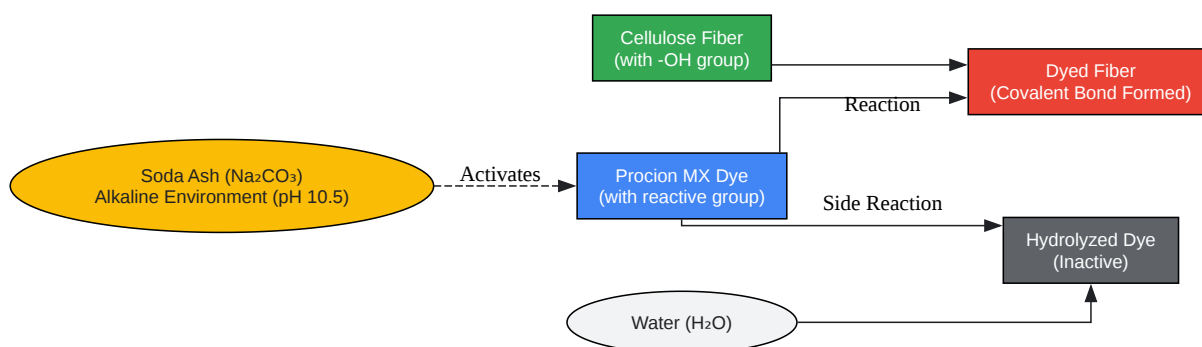 Cellulose Fiber
(with -OH group)
Dyed Fiber
(Covalent Bond Formed)
Reaction
Soda Ash (Na₂CO₃)
Alkaline Environment (pH 10.5)
Activates
Procion MX Dye
(with reactive group)
Side Reaction
Hydrolyzed Dye
(Inactive)
Water (H₂O)